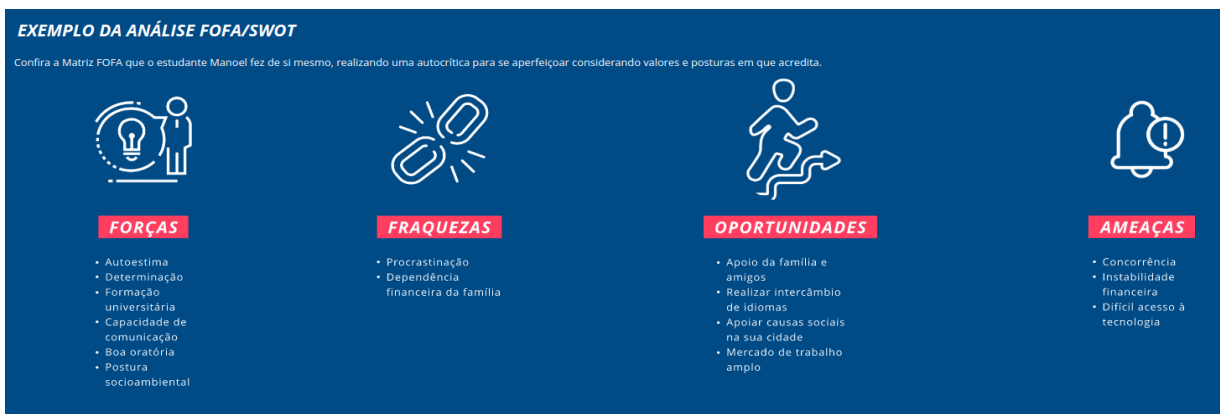 EXEMPLO DA ANÁLISE FOFA/SWOT
Confira a Matriz FOFA que o estudante Manoel fez de si mesmo, realizando uma autocrítica para se aperfeiçoar considerando valores e posturas em que acredita.
FORÇAS
• Autoestima
• Determinação
• Formação
universitária
• Capacidade de
comunicação
• Boa oratória
• Postura
socioambiental
FRAQUEZAS
• Procrastinação
• Dependência
financeira da família
OPORTUNIDADES
• Apoio da família e
amigos
• Realizar intercâmbio
de idiomas
• Apoiar causas sociais
na sua cidade
• Mercado de trabalho
amplo
AMEAÇAS
• Concorrência
• Instabilidade
financeira
• Difícil acesso à
tecnologia